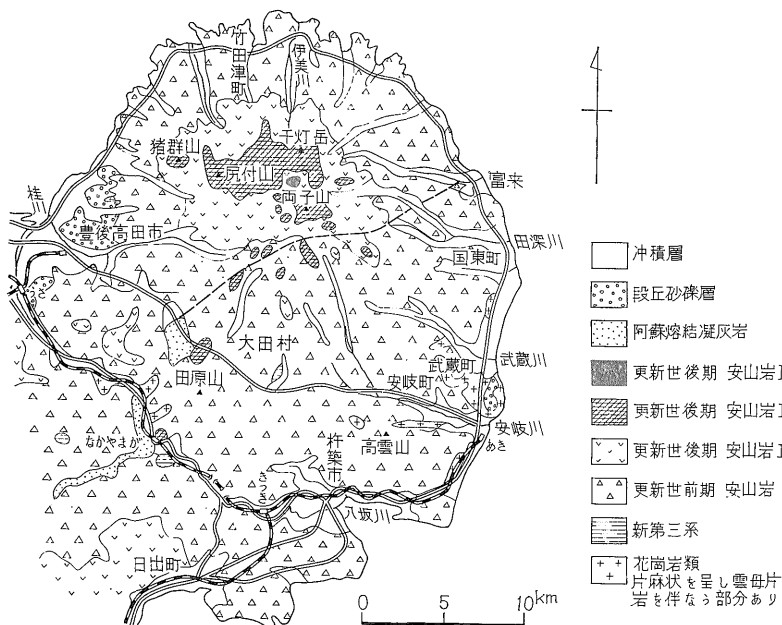 竹田津町
伊美川
千灯岳
猪群山
尻付山
両子山
富来
桂川
豊後高田市
田深川
国東町
大田村
武蔵川
武蔵町
安岐町
田原山
安岐川
あき
なかやまが
杵築市
高雲山
きつき
八坂川
日出町
0 5 10km
冲積層
段丘砂礫層
阿蘇熔結凝灰岩
更新世後期 安山岩
更新世後期 安山岩
更新世後期 安山岩
更新世前期 安山岩
新第三系
花崗岩類
片麻状を呈し雲母片
岩を伴なう部分あり